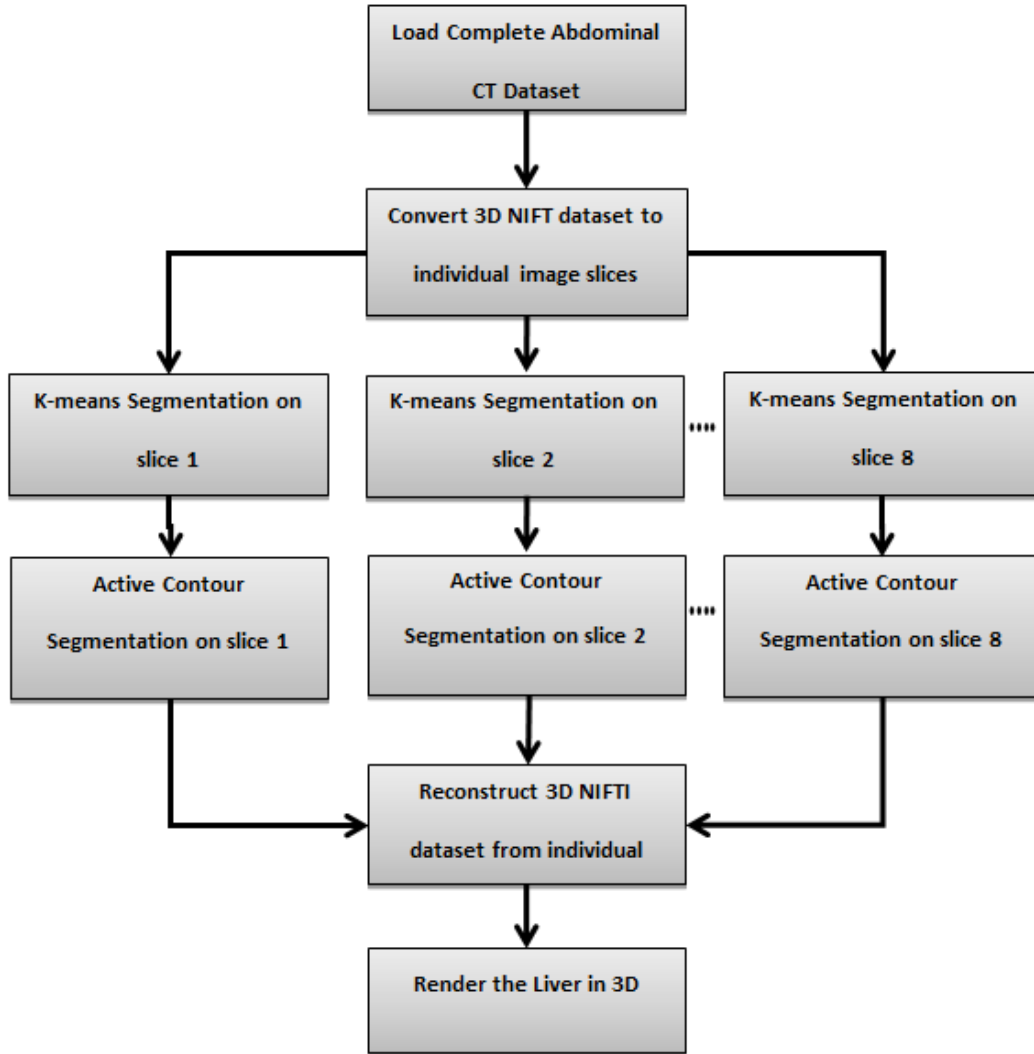 Load Complete Abdominal
CT Dataset
Convert 3D NIFT dataset to
individual image slices
K-means Segmentation on
slice 1
K-means Segmentation on
slice 2
K-means Segmentation on
slice 8
Active Contour
Segmentation on slice 1
Active Contour
Segmentation on slice 2
Active Contour
Segmentation on slice 8
Reconstruct 3D NIFTI
dataset from individual
Render the Liver in 3D